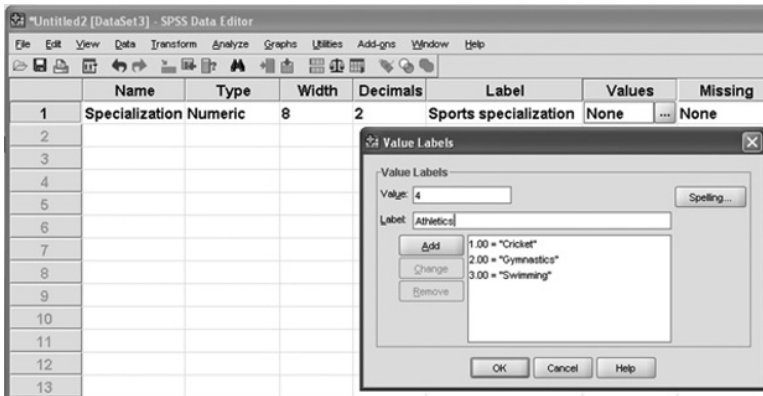 *Untitled2 [DataSet3] - SPSS Data Editor
File Edit View Data Transform Analyze Graphs Utilities Add-ons Window Help
Name Type Width Decimals Label Values Missing
1 Specialization Numeric 8 2 Sports specialization None ... None
2
3
4
5
6
7
8
9
10
11
12
13
Value Labels
Value Labels
Value: 4
Spelling...
Label: Athletics
Add
Change
Remove
1.00 = "Cricket"
2.00 = "Gymnastics"
3.00 = "Swimming"
OK Cancel Help